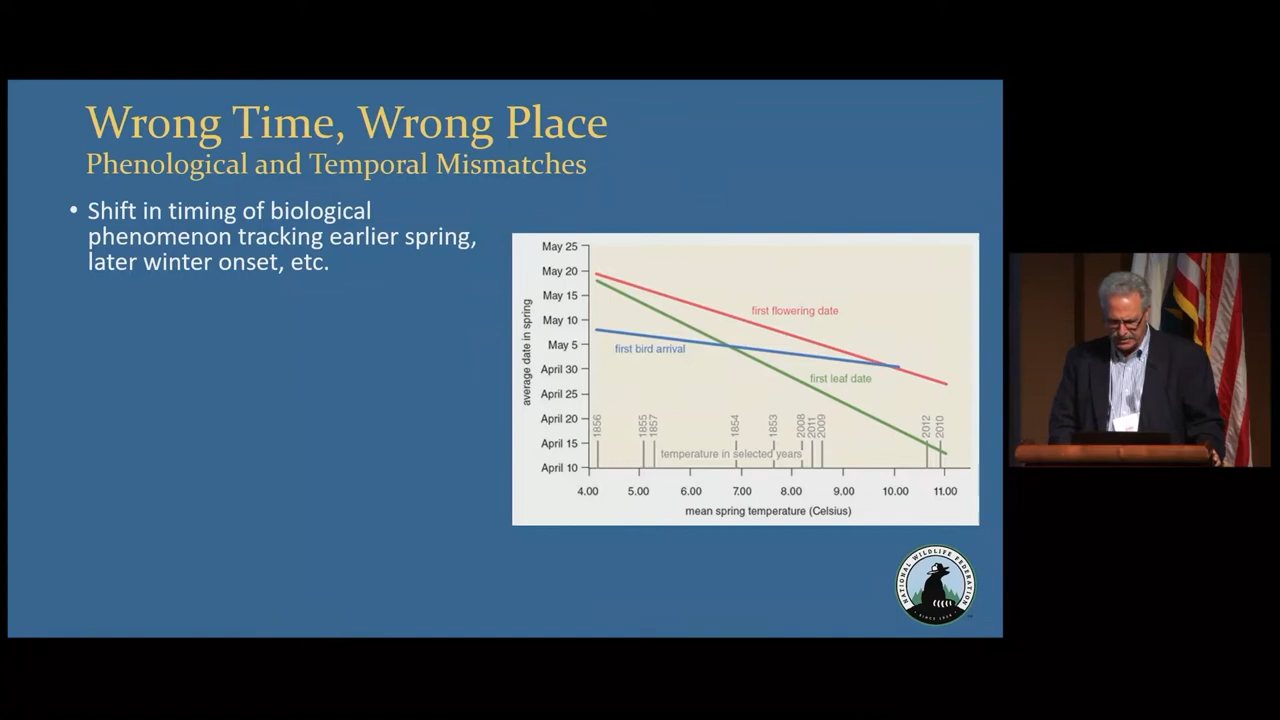 Wrong Time, Wrong Place
Phenological and Temporal Mismatches
• Shift in timing of biological
phenomenon tracking earlier spring,
later winter onset, etc.
average date in spring
May 25
May 20
May 15
May 10
May 5
April 30
April 25
April 20
April 15
April 10
first flowering date
first bird arrival
first leaf date
1856
1855
1857
1854
1853
2008
2011
2009
2012
2010
temperature in selected years
4.00 5.00 6.00 7.00 8.00 9.00 10.00 11.00
mean spring temperature (Celsius)
NATIONAL WILDLIFE FEDERATION